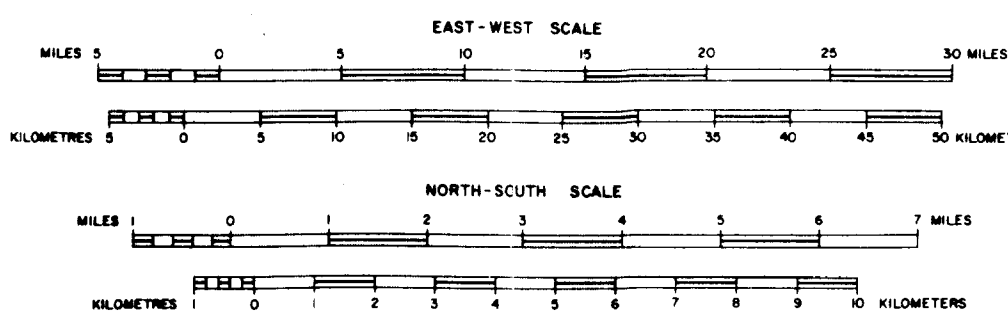 EAST-WEST SCALE
MILES 5 0 5 10 15 20 25 30 MILES
KILOMETRES 5 0 5 10 15 20 25 30 35 40 45 50 KILOMET
NORTH-SOUTH SCALE
MILES 1 0 1 2 3 4 5 6 7 MILES
KILOMETRES 1 0 1 2 3 4 5 6 7 8 9 10 KILOMETERS